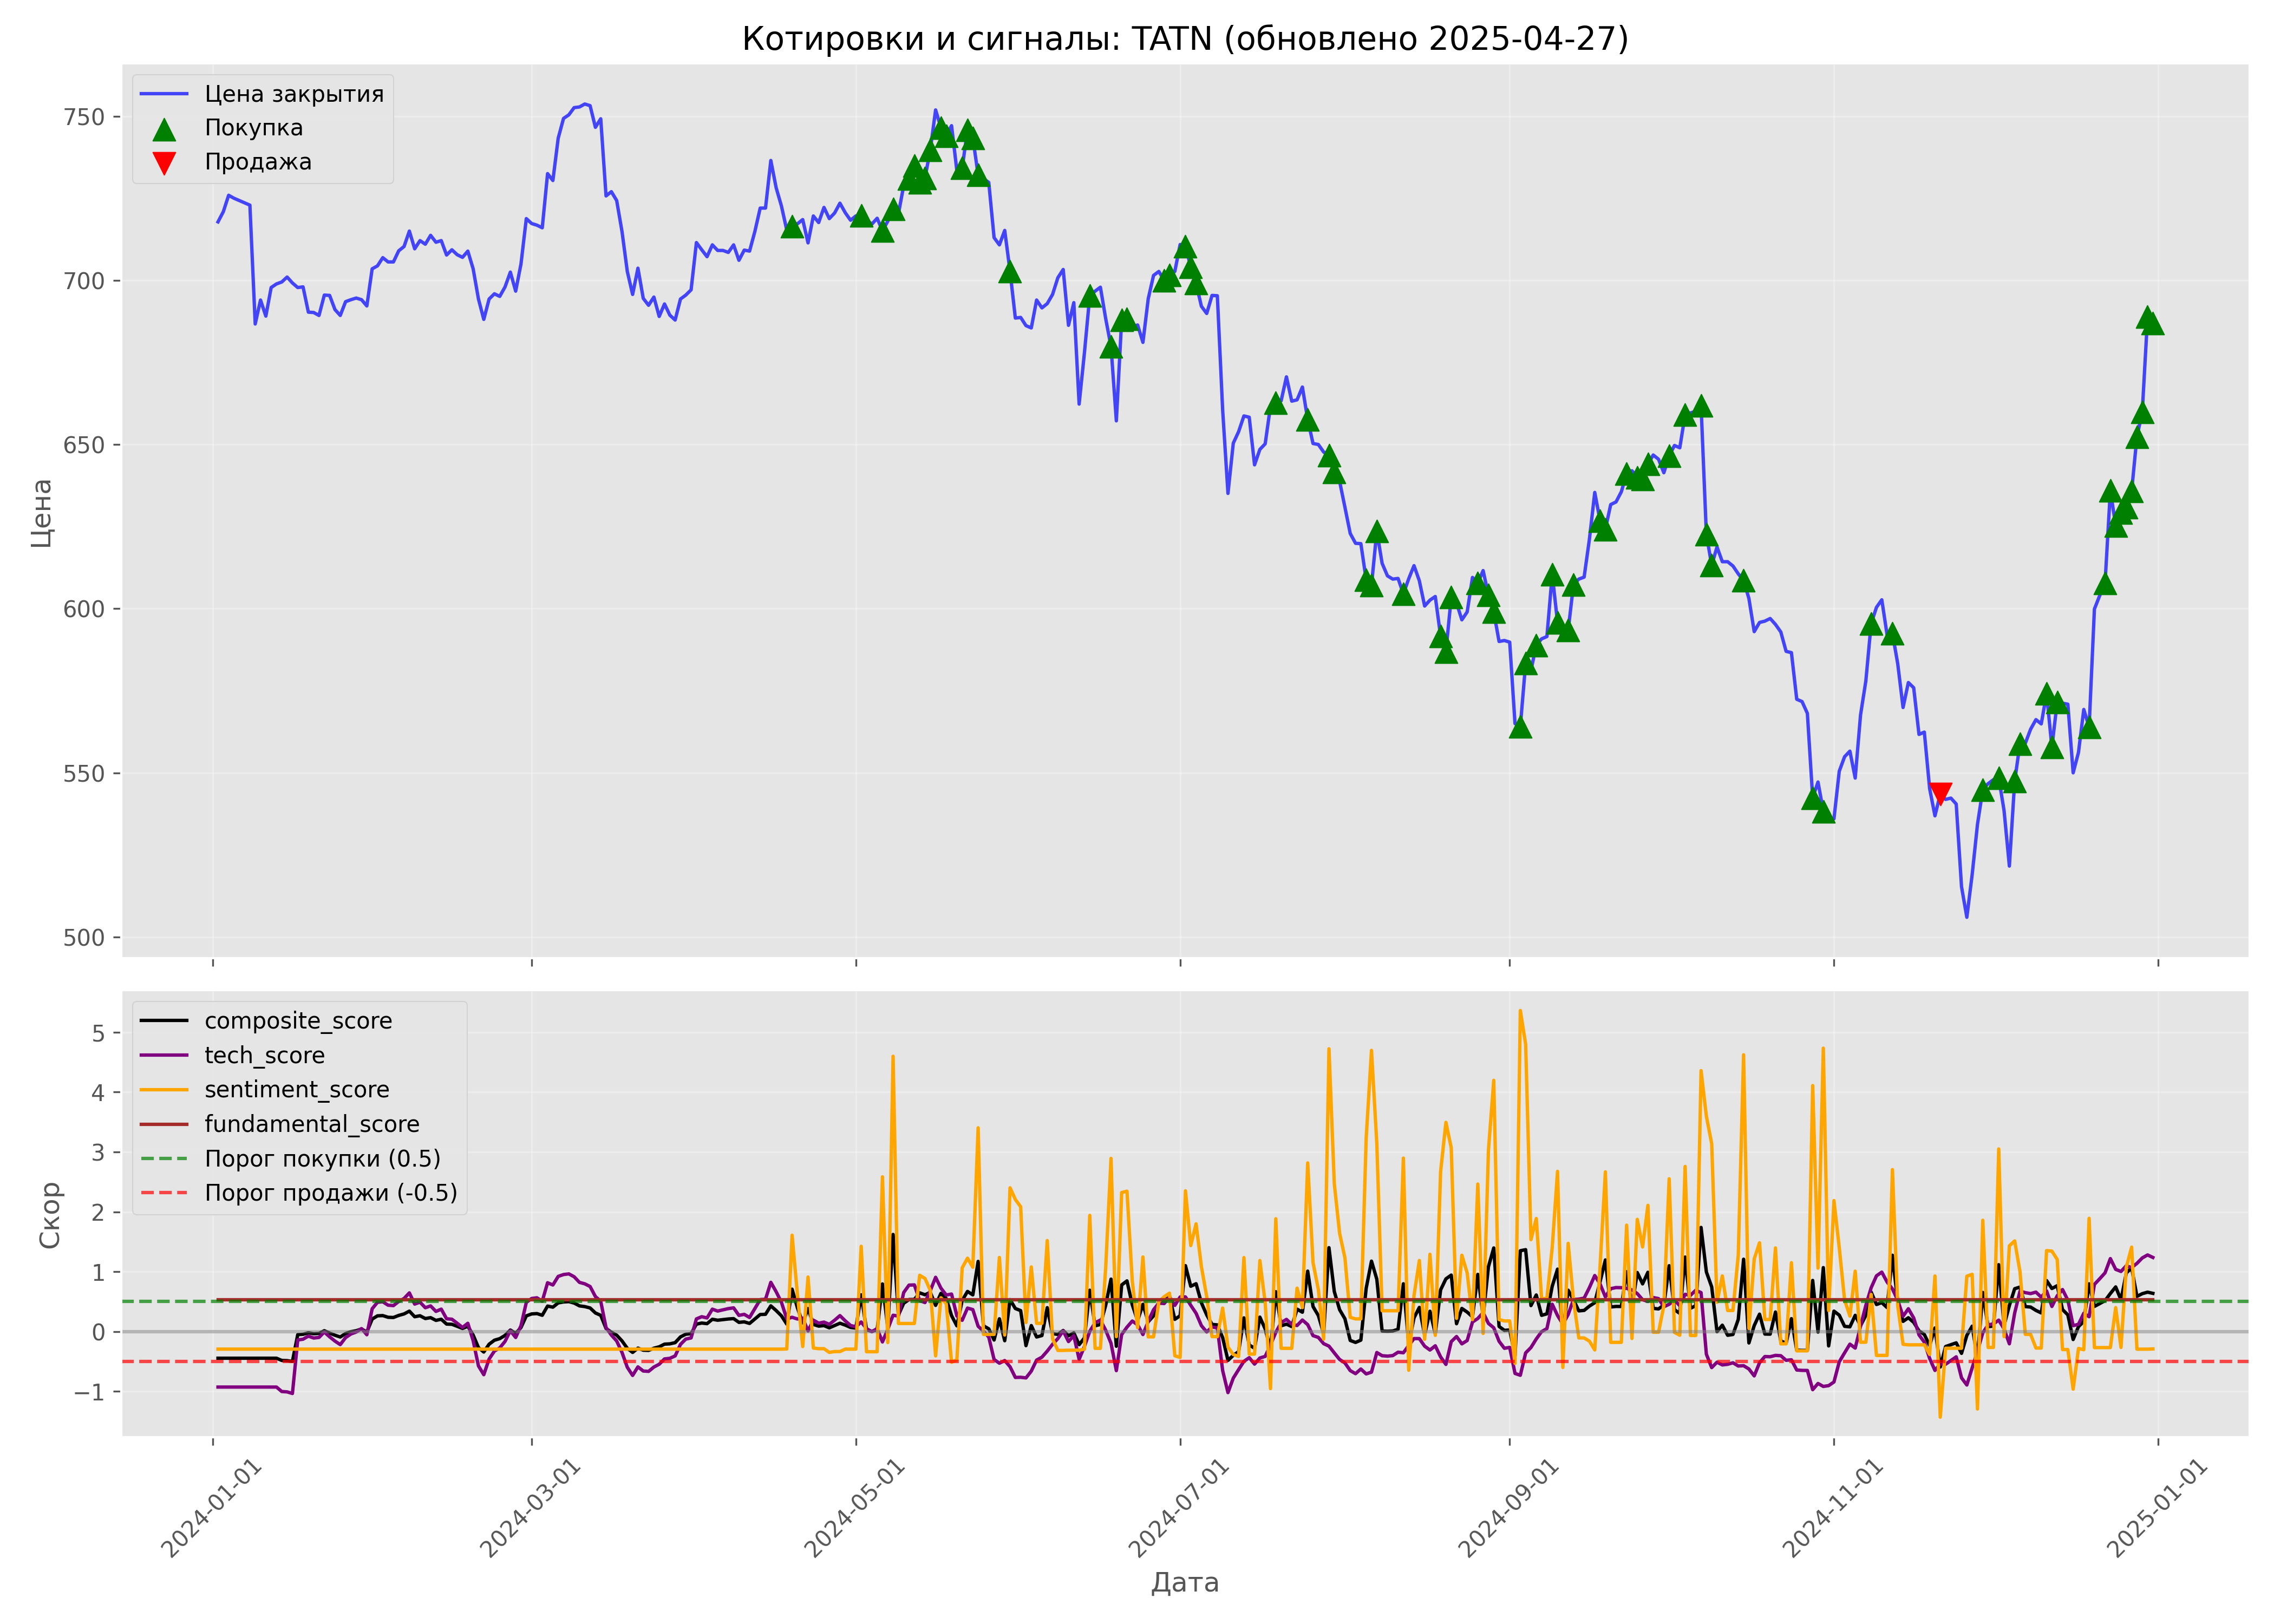 Котировки и сигналы: TATN (обновлено 2025-04-27)
Цена закрытия
Покупка
Продажа
750
700
650
600
550
500
Цена
composite_score
tech_score
sentiment_score
fundamental_score
Порог покупки (0.5)
Порог продажи (-0.5)
5
4
3
2
1
0
−1
Скор
2024-01-01
2024-03-01
2024-05-01
2024-07-01
2024-09-01
2024-11-01
2025-01-01
Дата